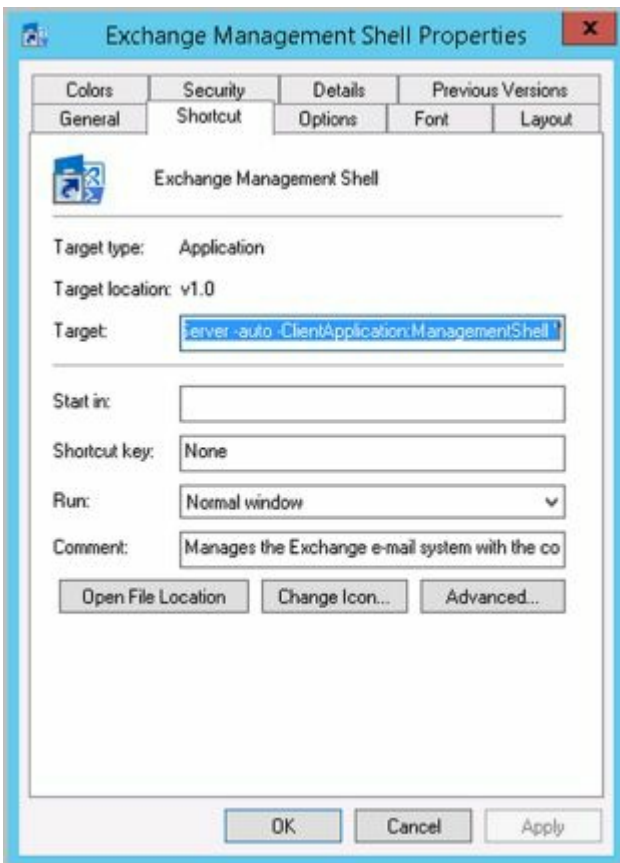 Exchange Management Shell Properties
x
Colors Security Details Previous Versions
General Shortcut Options Font Layout
Exchange Management Shell
Target type: Application
Target location: v1.0
Target: Server -auto -ClientApplication:ManagementShell "
Start in:
Shortcut key: None
Run: Normal window
Comment: Manages the Exchange e-mail system with the co
Open File Location Change Icon... Advanced...
OK Cancel Apply